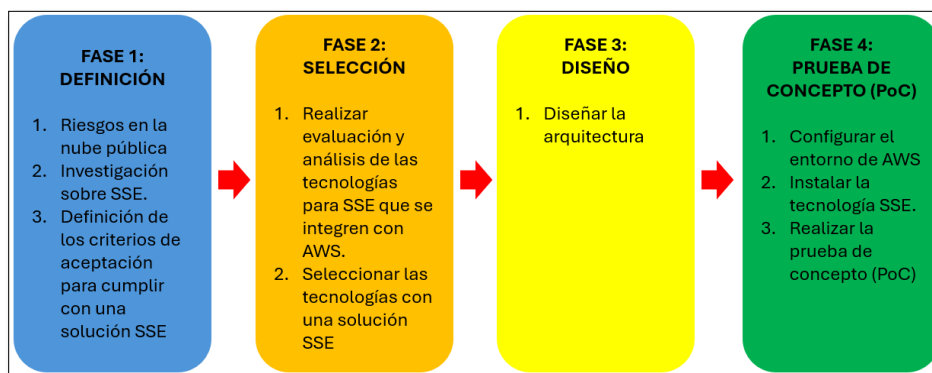 FASE 1:
DEFINICIÓN
1. Riesgos en la
nube pública
2. Investigación
sobre SSE.
3. Definición de
los criterios de
aceptación
para cumplir
con una
solución SSE
FASE 2:
SELECCIÓN
1. Realizar
evaluación y
análisis de las
tecnologías
para SSE que se
integren con
AWS.
2. Seleccionar las
tecnologías con
una solución
SSE
FASE 3:
DISEÑO
1. Diseñar la
arquitectura
FASE 4:
PRUEBA DE
CONCEPTO (PoC)
1. Configurar el
entorno de AWS
2. Instalar la
tecnología SSE.
3. Realizar la
prueba de
concepto (PoC)